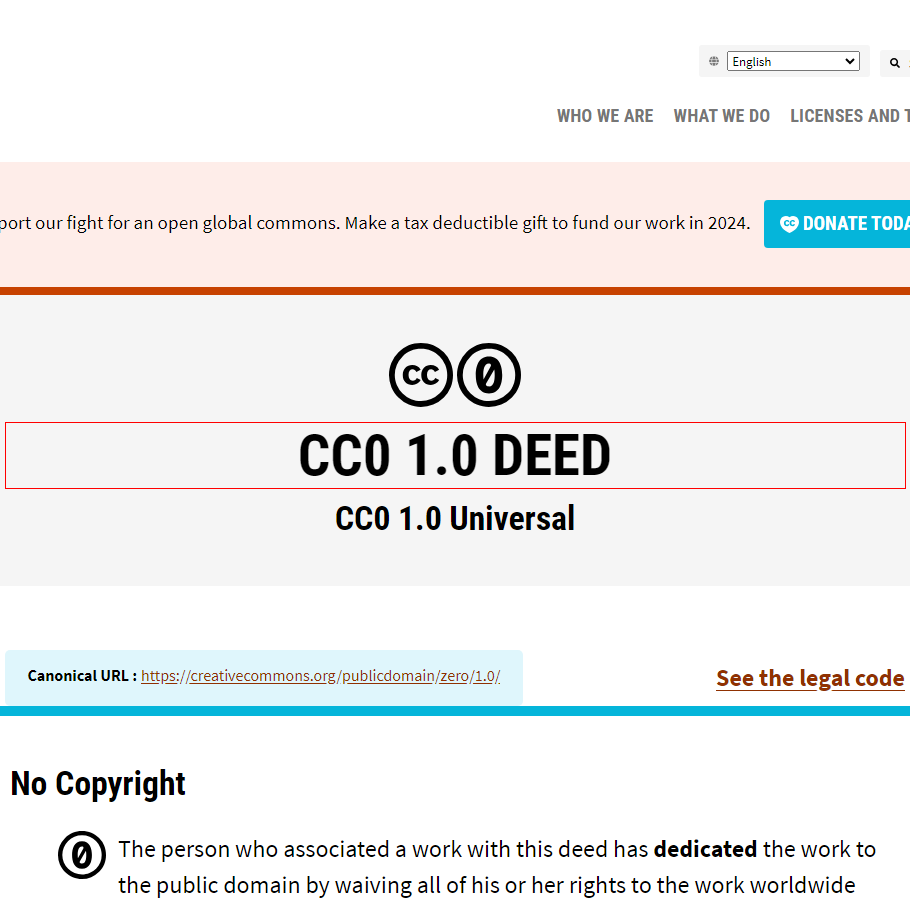 English
WHO WE ARE WHAT WE DO LICENSES AND
port our fight for an open global commons. Make a tax deductible gift to fund our work in 2024. DONATE TODA
cc 0
CC0 1.0 DEED
CC0 1.0 Universal
Canonical URL : https://creativecommons.org/publicdomain/zero/1.0/ See the legal code
No Copyright
0 The person who associated a work with this deed has dedicated the work to
the public domain by waiving all of his or her rights to the work worldwide